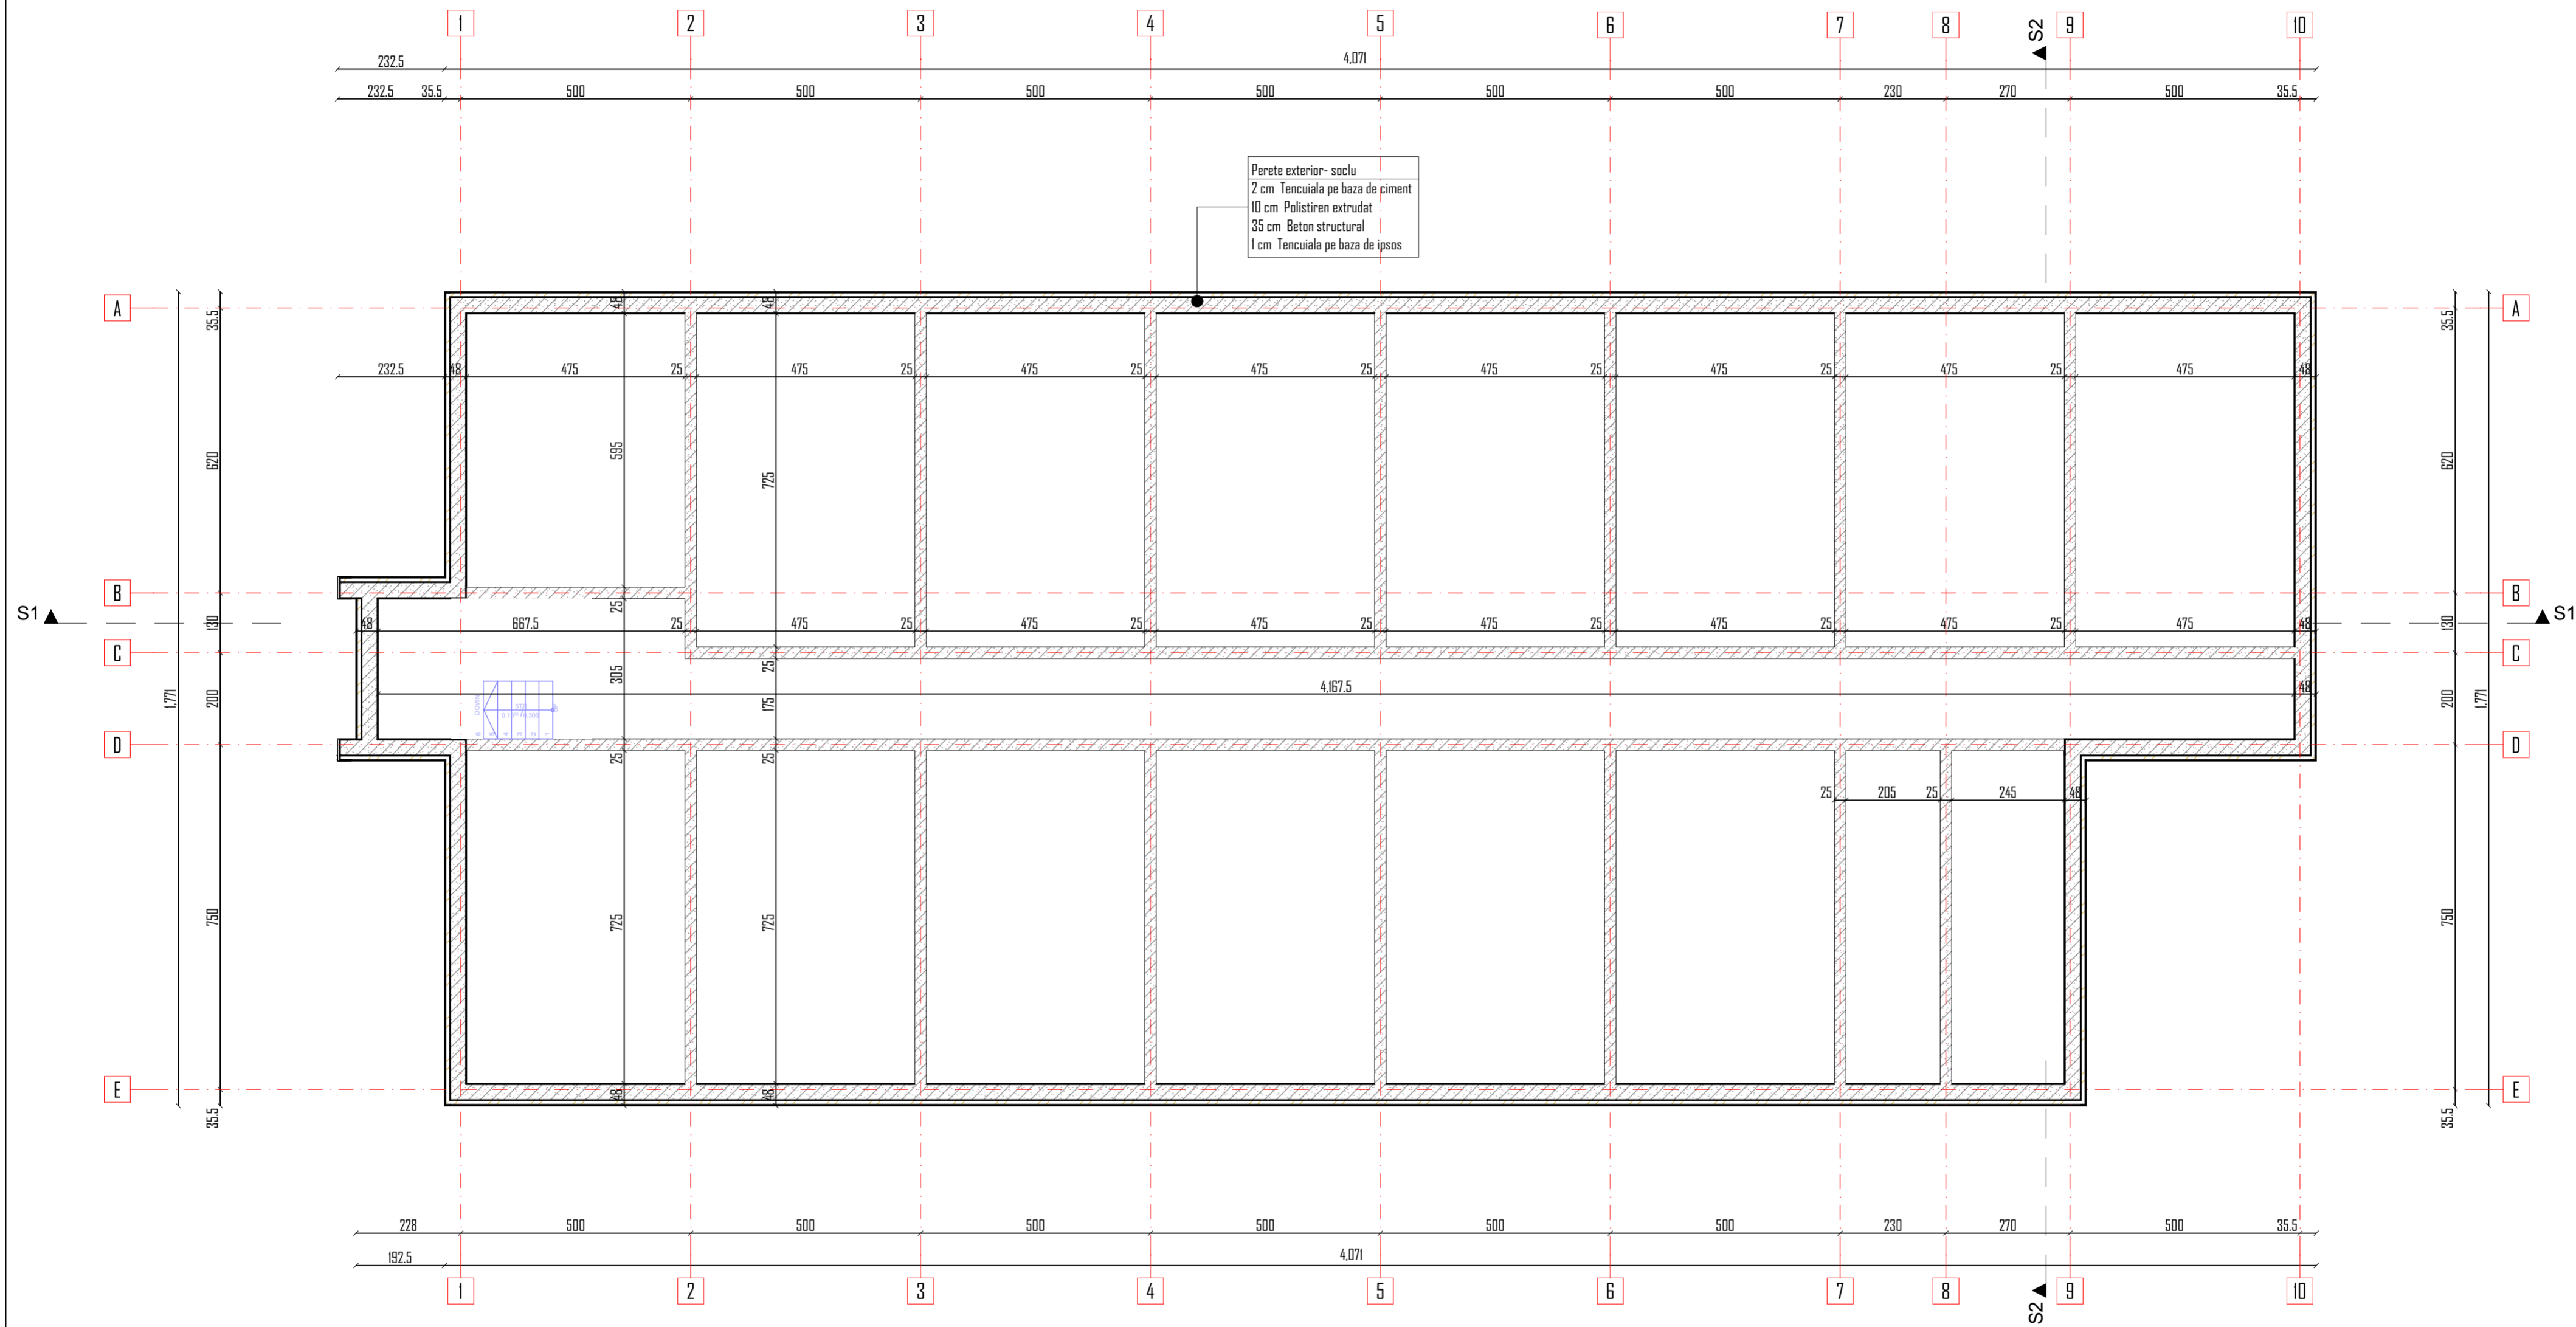 1 2 3 4 5 6 7 8 S2 9 10
232.5 4,071
232.5 35.5 500 500 500 500 500 500 230 270 500 35.5
Perete exterior- soclu
2 cm Tencuiala pe baza de ciment
10 cm Polistiren extrudat
35 cm Beton structural
1 cm Tencuiala pe baza de ipsos
A 35.5 48 48 35.5 A
232.5 48 475 25 475 25 475 25 475 25 475 25 475 25 475 25 475 48
620 595 725 620
B 25 B
S1 S1
130 48 667.5 25 475 25 475 25 475 25 475 25 475 25 475 25 475 48 130
C 305 25 C
1,771 200 175 4,167.5 48 200 1,771
DOWN
6 5 4 3 2 1
D 25 25 D
25 205 25 245 48
750 725 725 750
E 48 48 E
35.5 35.5
228 500 500 500 500 500 500 230 270 500 35.5
192.5 4,071
1 2 3 4 5 6 7 8 S2 9 10